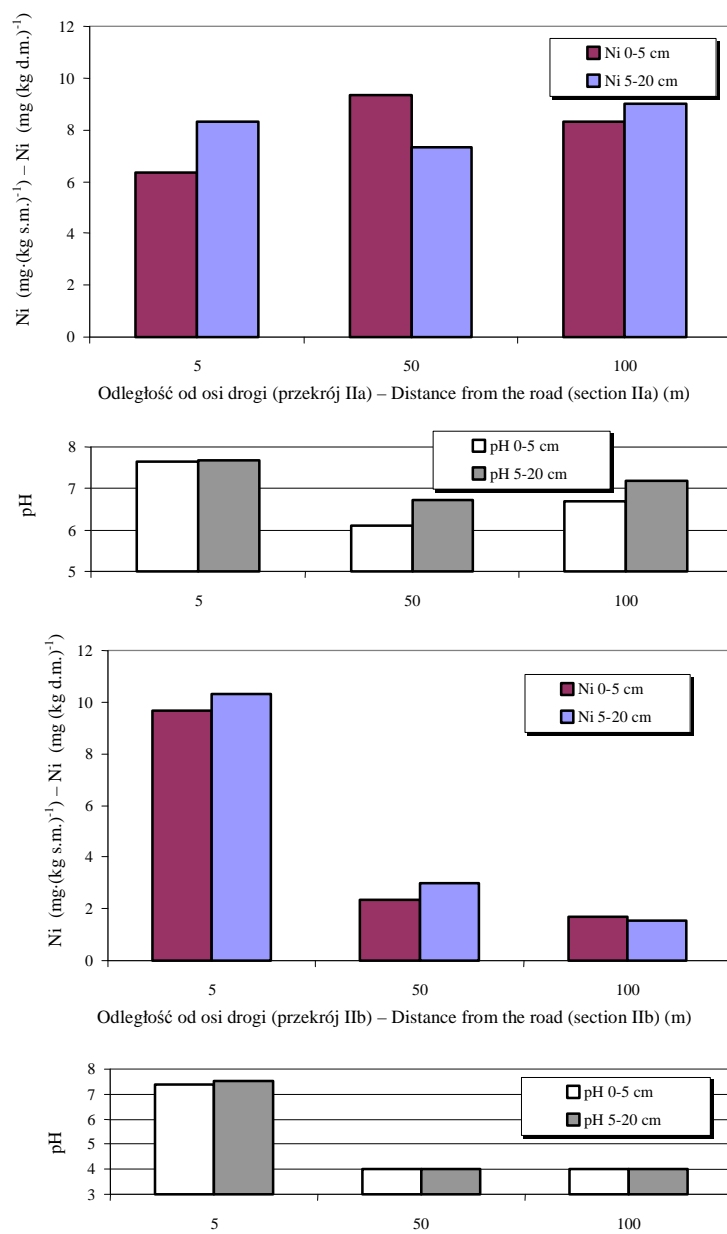 12
10
8
6
4
2
0
Ni (mg·(kg s.m.)-1) – Ni (mg (kg d.m.)-1)
Ni 0-5 cm
Ni 5-20 cm
5 50 100
Odległość od osi drogi (przekrój IIa) – Distance from the road (section IIa) (m)
8
7
6
5
pH
pH 0-5 cm
pH 5-20 cm
5 50 100
12
10
8
6
4
2
0
Ni (mg·(kg s.m.)-1) – Ni (mg (kg d.m.)-1)
Ni 0-5 cm
Ni 5-20 cm
5 50 100
Odległość od osi drogi (przekrój IIb) – Distance from the road (section IIb) (m)
8
7
6
5
4
3
pH
pH 0-5 cm
pH 5-20 cm
5 50 100